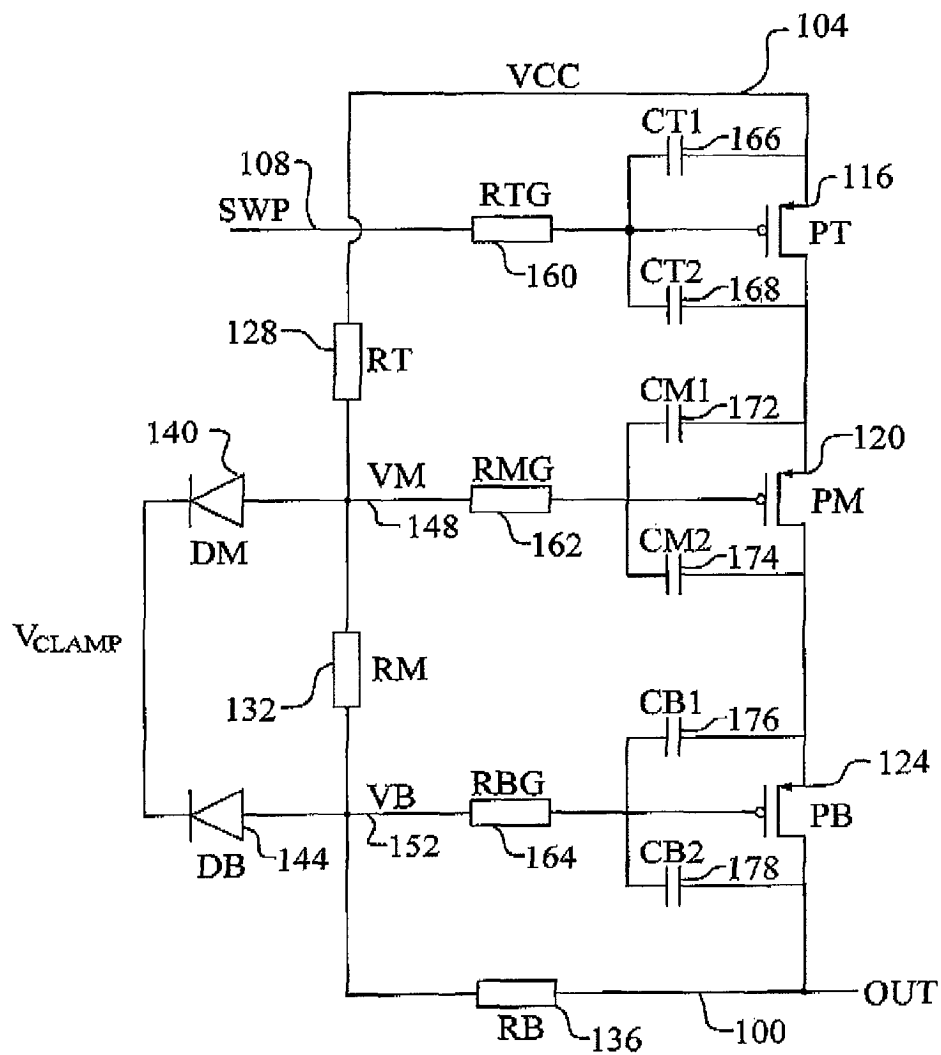 104
VCC
CT1
166
108
RTG
116
SWP
PT
160
CT2
168
128
RT
CM1
172
140
120
VM
RMG
PM
148
DM
162
CM2
174
VCLAMP
RM
132
CB1
176
124
VB
RBG
PB
152
DB
144
164
CB2
178
OUT
RB
136
100